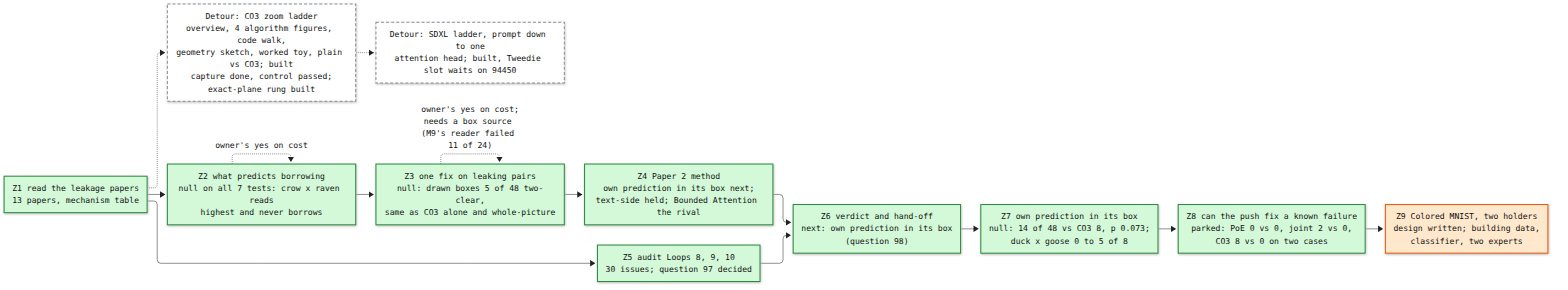 Detour: CO3 zoom ladder
overview, 4 algorithm figures,
code walk,
geometry sketch, worked toy, plain
vs CO3; built
capture done, control passed;
exact-plane rung built
Detour: SDXL ladder, prompt down
to one
attention head; built, Tweedie
slot waits on 94450
owner's yes on cost
owner's yes on cost;
needs a box source
(M9's reader failed
11 of 24)
Z1 read the leakage papers
13 papers, mechanism table
Z2 what predicts borrowing
null on all 7 tests: crow x raven
reads
highest and never borrows
Z3 one fix on leaking pairs
null: drawn boxes 5 of 48 two-
clear,
same as CO3 alone and whole-picture
Z4 Paper 2 method
own prediction in its box next;
text-side held; Bounded Attention
the rival
Z5 audit Loops 8, 9, 10
30 issues; question 97 decided
Z6 verdict and hand-off
next: own prediction in its box
(question 98)
Z7 own prediction in its box
null: 14 of 48 vs CO3 8, p 0.073;
duck x goose 0 to 5 of 8
Z8 can the push fix a known failure
parked: PoE 0 vs 0, joint 2 vs 0,
CO3 8 vs 0 on two cases
Z9 Colored MNIST, two holders
design written; building data,
classifier, two experts